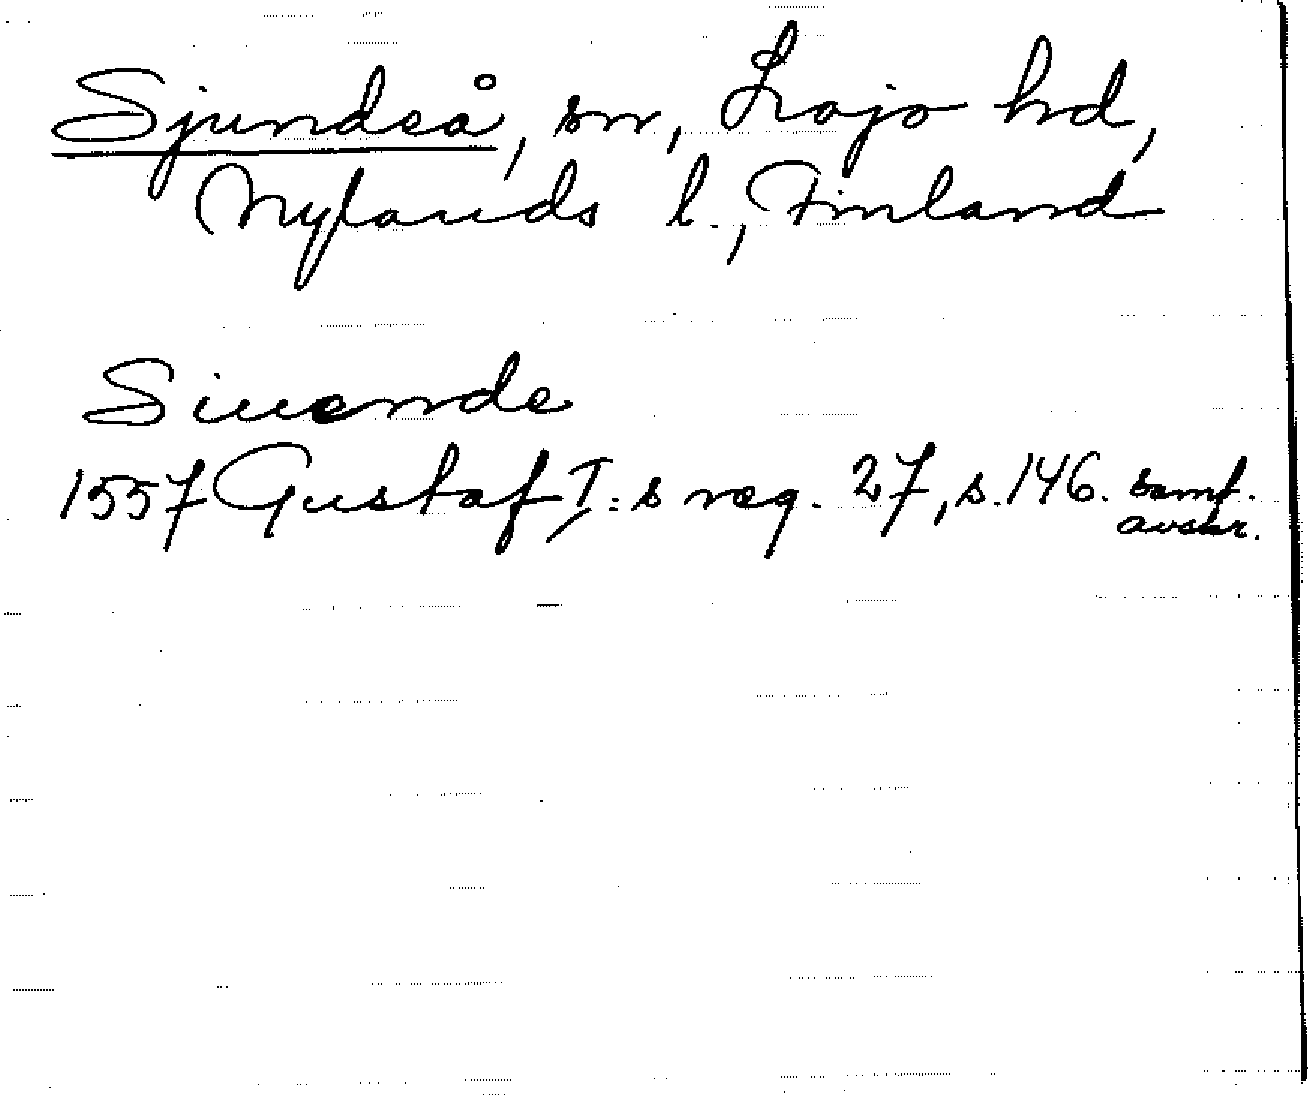 Sjundeå, sn, Lojo hd,
Nylands l., Finland
Siuende
1557 Gustaf I:s reg. 27, s. 146. samt.
avskr.